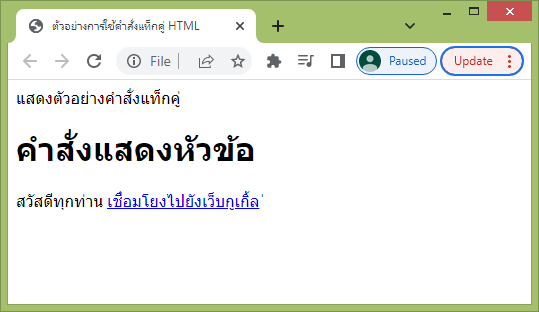 ตัวอย่างการใช้คำสั่งแท็กคู่ HTML
File
Paused
Update
แสดงตัวอย่างคำสั่งแท็กคู่
คำสั่งแสดงหัวข้อ
สวัสดีทุกท่าน เชื่อมโยงไปยังเว็บกูเกิ้ล'